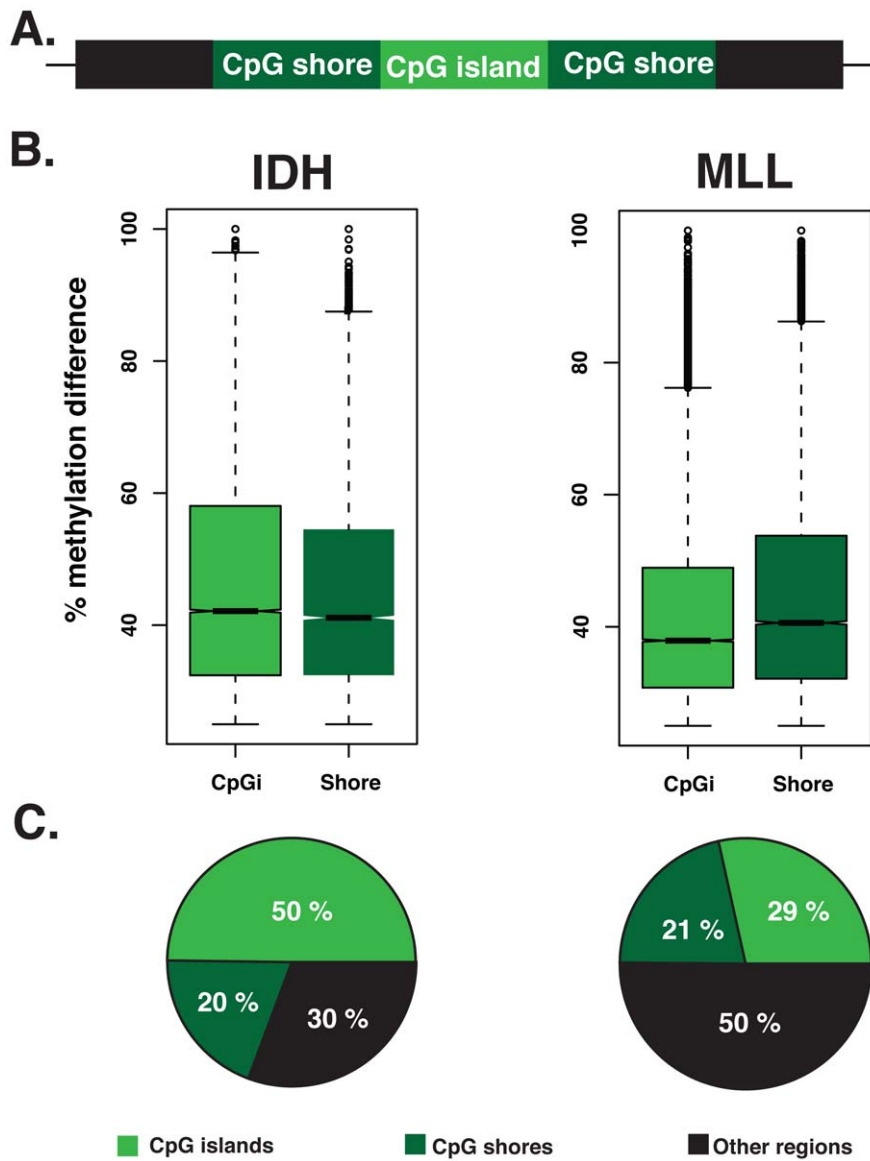 A.
CpG shore CpG island CpG shore
B.
IDH MLL
% methylation difference
100 100
80 80
60 60
40 40
CpGi Shore CpGi Shore
C.
50 % 29 %
21 %
20 % 30 % 50 %
CpG islands CpG shores Other regions